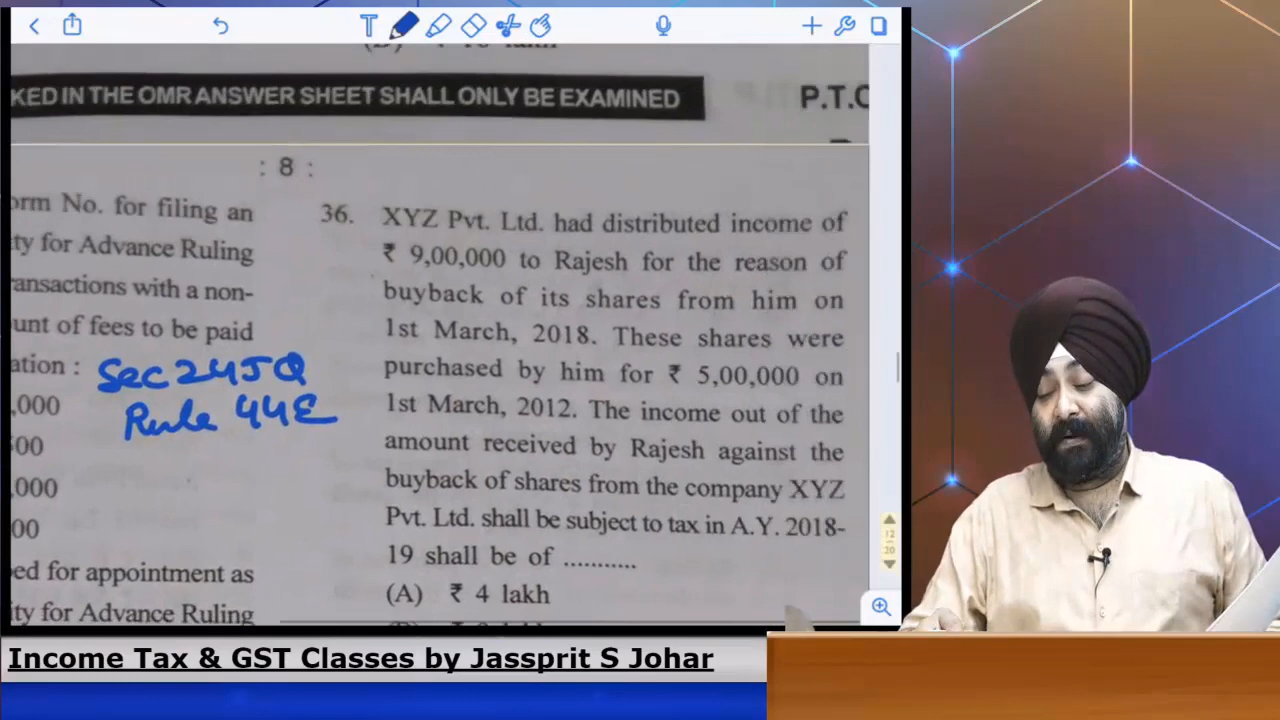 KED IN THE OMR ANSWER SHEET SHALL ONLY BE EXAMINED
P.T.O
: 8 :
orm No. for filing an
ty for Advance Ruling
ransactions with a non-
unt of fees to be paid
ation :
Sec 245Q
Rule 44E
,000
00
,000
00
ed for appointment as
ity for Advance Ruling
36. XYZ Pvt. Ltd. had distributed income of
₹ 9,00,000 to Rajesh for the reason of
buyback of its shares from him on
1st March, 2018. These shares were
purchased by him for ₹ 5,00,000 on
1st March, 2012. The income out of the
amount received by Rajesh against the
buyback of shares from the company XYZ
Pvt. Ltd. shall be subject to tax in A.Y. 2018-
19 shall be of ...........
(A) ₹ 4 lakh
12
20
Income Tax & GST Classes by Jassprit S Johar